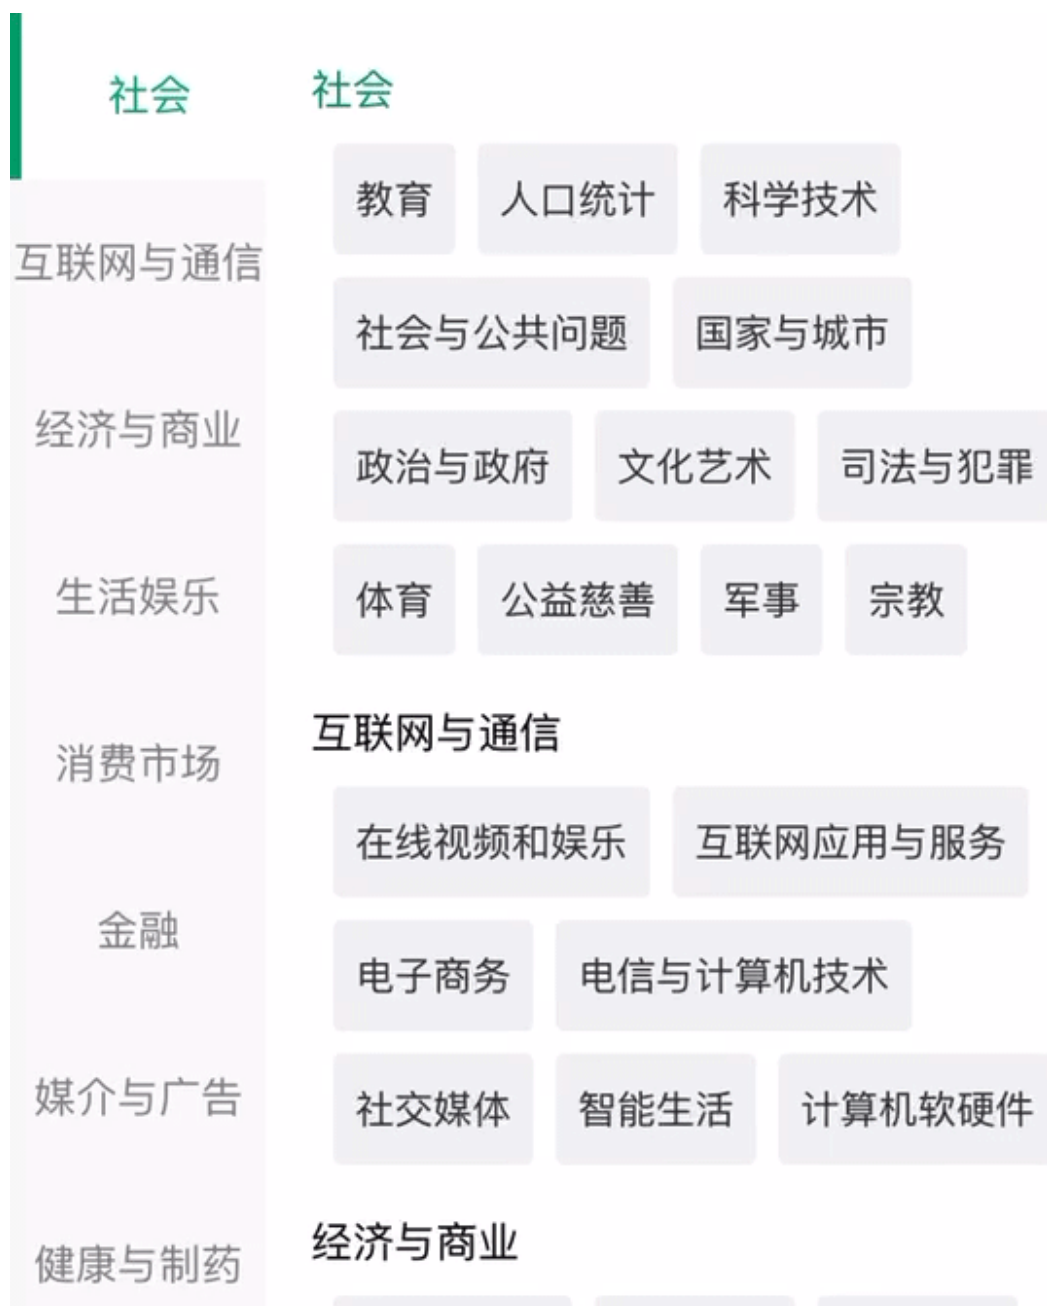 社会
互联网与通信
经济与商业
生活娱乐
消费市场
金融
媒介与广告
健康与制药
社会
教育 人口统计 科学技术
社会与公共问题 国家与城市
政治与政府 文化艺术 司法与犯罪
体育 公益慈善 军事 宗教
互联网与通信
在线视频和娱乐 互联网应用与服务
电子商务 电信与计算机技术
社交媒体 智能生活 计算机软硬件
经济与商业